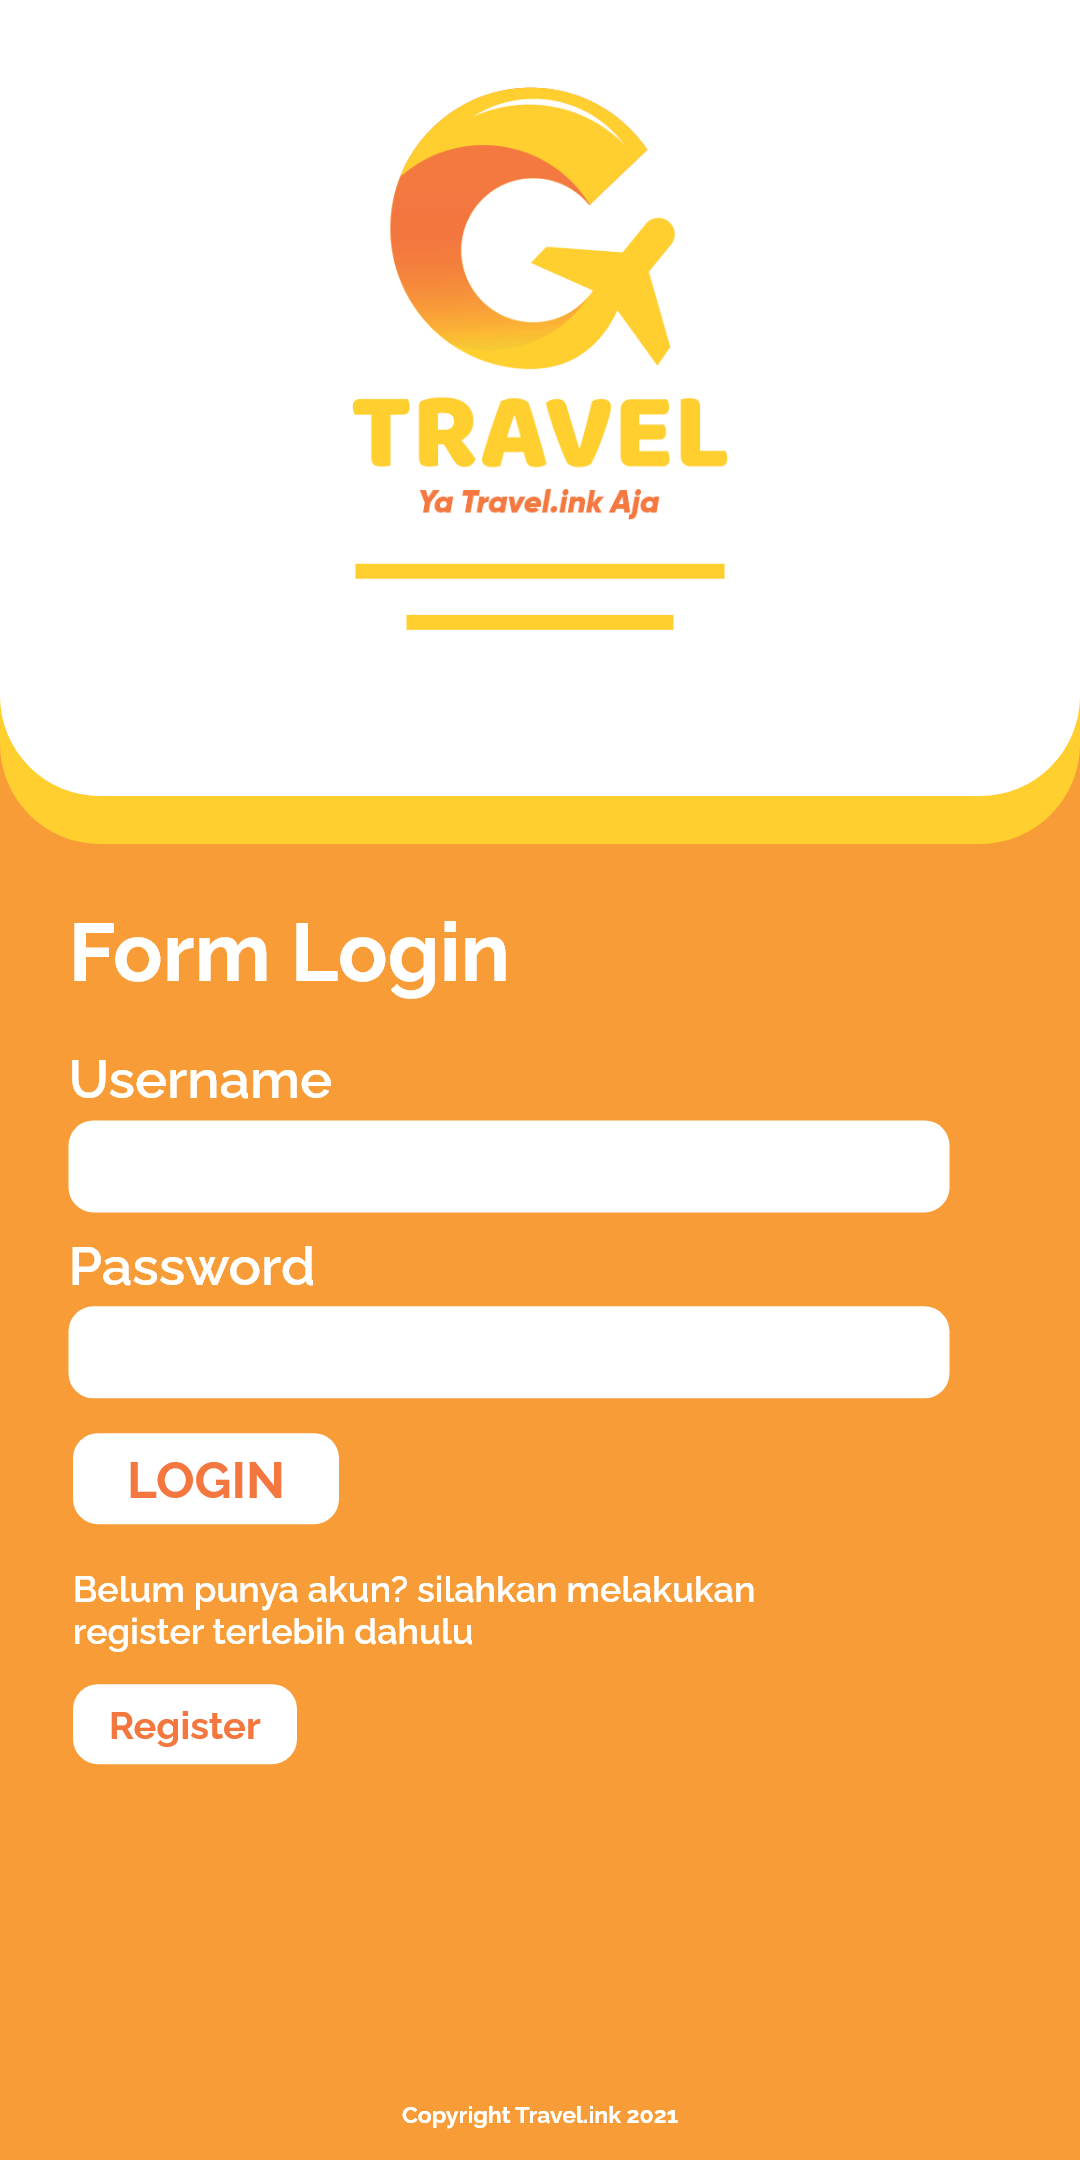 TRAVEL
Ya Travel.ink Aja
Form Login
Username
Password
LOGIN
Belum punya akun? silahkan melakukan
register terlebih dahulu
Register
Copyright Travel.ink 2021